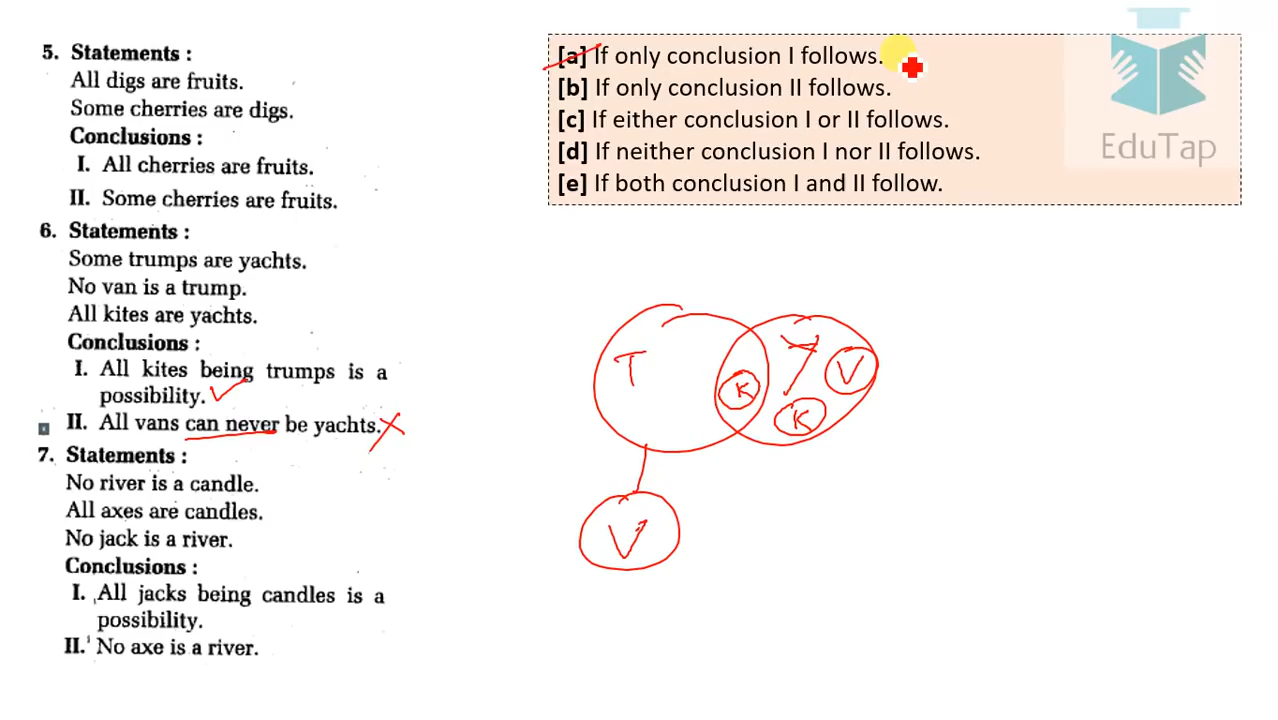 5. Statements :
All digs are fruits.
Some cherries are digs.
Conclusions :
I. All cherries are fruits.
II. Some cherries are fruits.
6. Statements :
Some trumps are yachts.
No van is a trump.
All kites are yachts.
Conclusions :
I. All kites being trumps is a
possibility.
II. All vans can never be yachts.
7. Statements :
No river is a candle.
All axes are candles.
No jack is a river.
Conclusions :
I. All jacks being candles is a
possibility.
II. No axe is a river.
[a] If only conclusion I follows.
[b] If only conclusion II follows.
[c] If either conclusion I or II follows.
[d] If neither conclusion I nor II follows.
[e] If both conclusion I and II follow.
EduTap
T
K
Y
V
K
V